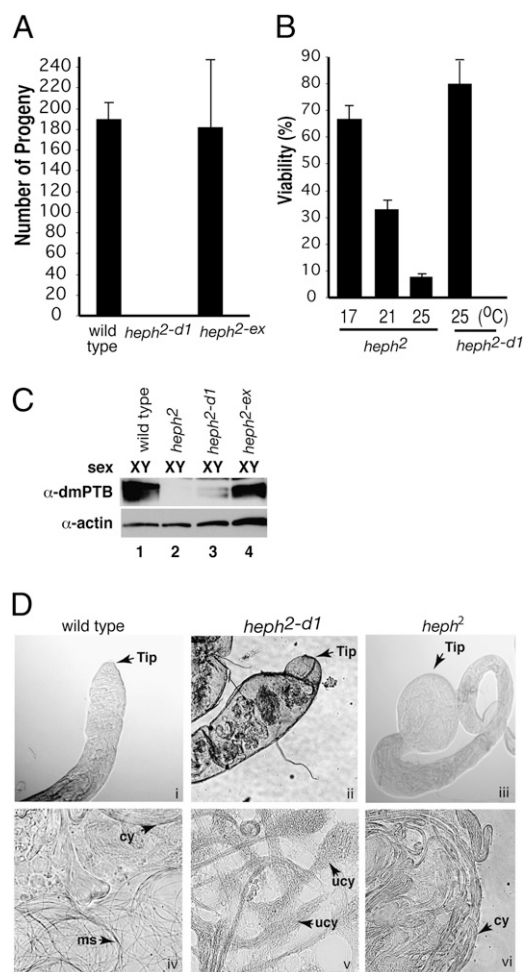 A
Number of Progeny
240
220
200
180
160
140
120
100
80
60
40
20
0
wild type
heph2-d1
heph2-ex
B
Viability (%)
90
80
70
60
50
40
30
20
10
0
17 21 25 25 (ºC)
heph2
heph2-d1
C
wild type
heph2
heph2-d1
heph2-ex
sex XY XY XY XY
α-dmPTB
α-actin
1 2 3 4
D
wild type
heph2-d1
heph2
Tip
i
Tip
ii
Tip
iii
cy
ms
iv
ucy
ucy
v
cy
vi